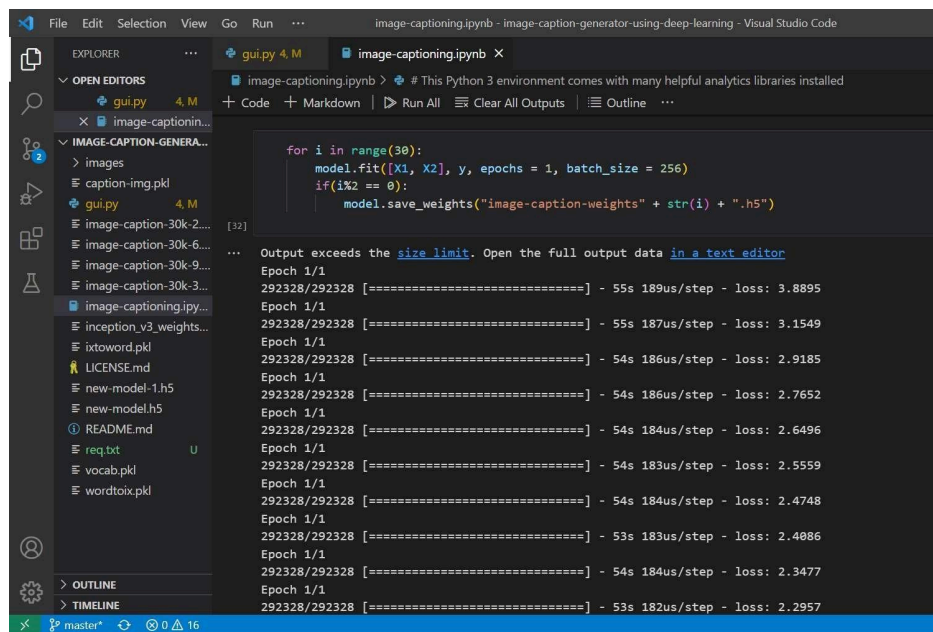 File Edit Selection View Go Run ··· image-captioning.ipynb - image-caption-generator-using-deep-learning - Visual Studio Code
EXPLORER ···
OPEN EDITORS
gui.py 4, M
image-captionin...
IMAGE-CAPTION-GENERA...
images
caption-img.pkl
gui.py 4, M
image-caption-30k-2....
image-caption-30k-6....
image-caption-30k-9....
image-caption-30k-3...
image-captioning.ipy...
inception_v3_weights...
ixtoword.pkl
LICENSE.md
new-model-1.h5
new-model.h5
README.md
req.txt U
vocab.pkl
wordtoix.pkl
OUTLINE
TIMELINE
2
gui.py 4, M image-captioning.ipynb
image-captioning.ipynb > # This Python 3 environment comes with many helpful analytics libraries installed
+ Code + Markdown | Run All Clear All Outputs | Outline ···
for i in range(30):
model.fit([X1, X2], y, epochs = 1, batch_size = 256)
if(i%2 == 0):
model.save_weights("image-caption-weights" + str(i) + ".h5")
[32]
··· Output exceeds the size limit. Open the full output data in a text editor
Epoch 1/1
292328/292328 [==============================] - 55s 189us/step - loss: 3.8895
Epoch 1/1
292328/292328 [==============================] - 55s 187us/step - loss: 3.1549
Epoch 1/1
292328/292328 [==============================] - 54s 186us/step - loss: 2.9185
Epoch 1/1
292328/292328 [==============================] - 54s 186us/step - loss: 2.7652
Epoch 1/1
292328/292328 [==============================] - 54s 184us/step - loss: 2.6496
Epoch 1/1
292328/292328 [==============================] - 54s 183us/step - loss: 2.5559
Epoch 1/1
292328/292328 [==============================] - 54s 184us/step - loss: 2.4748
Epoch 1/1
292328/292328 [==============================] - 53s 183us/step - loss: 2.4086
Epoch 1/1
292328/292328 [==============================] - 54s 184us/step - loss: 2.3477
Epoch 1/1
292328/292328 [==============================] - 53s 182us/step - loss: 2.2957
master* 0 16